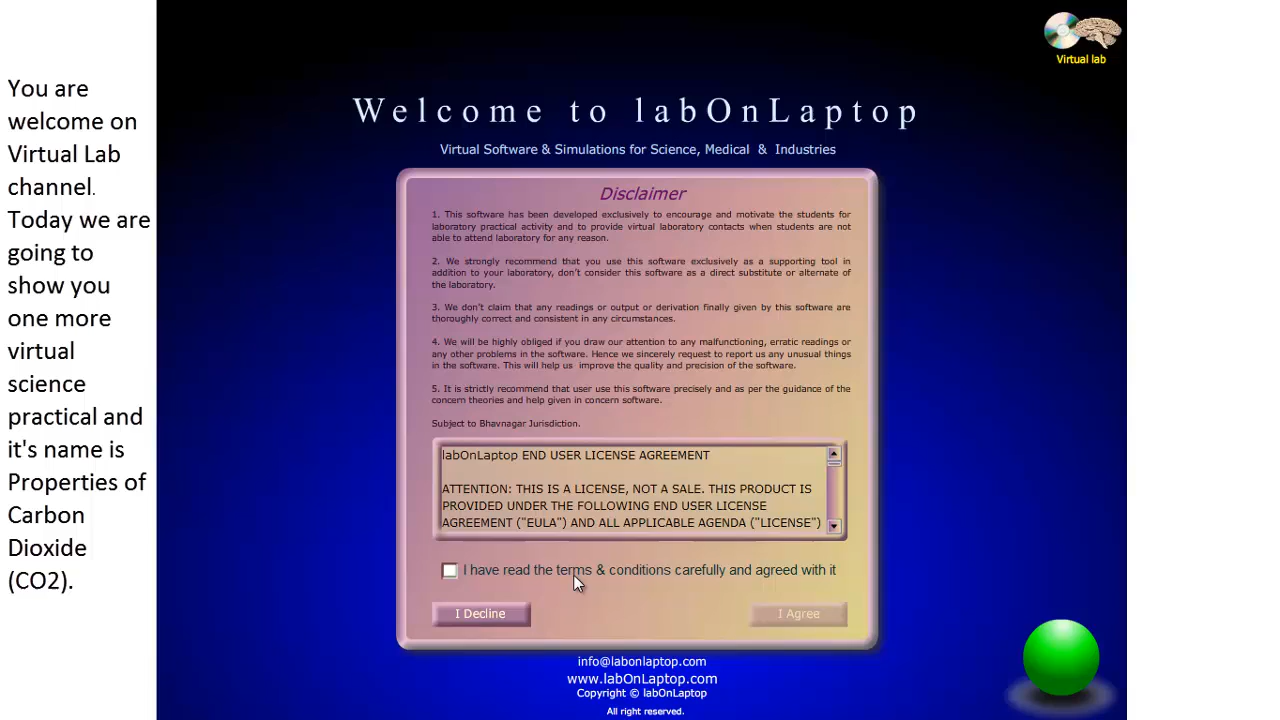 You are
welcome on
Virtual Lab
channel.
Today we are
going to
show you
one more
virtual
science
practical and
it's name is
Properties of
Carbon
Dioxide
(CO2).
Virtual lab
Welcome to labOnLaptop
Virtual Software & Simulations for Science, Medical & Industries
Disclaimer
1. This software has been developed exclusively to encourage and motivate the students for
laboratory practical activity and to provide virtual laboratory contacts when students are not
able to attend laboratory for any reason.
2. We strongly recommend that you use this software exclusively as a supporting tool in
addition to your laboratory, don't consider this software as a direct substitute or alternate of
the laboratory.
3. We don't claim that any readings or output or derivation finally given by this software are
thoroughly correct and consistent in any circumstances.
4. We will be highly obliged if you draw our attention to any malfunctioning, erratic readings or
any other problems in the software. Hence we sincerely request to report us any unusual things
in the software. This will help us improve the quality and precision of the software.
5. It is strictly recommend that user use this software precisely and as per the guidance of the
concern theories and help given in concern software.
Subject to Bhavnagar Jurisdiction.
labOnLaptop END USER LICENSE AGREEMENT
ATTENTION: THIS IS A LICENSE, NOT A SALE. THIS PRODUCT IS
PROVIDED UNDER THE FOLLOWING END USER LICENSE
AGREEMENT ("EULA") AND ALL APPLICABLE AGENDA ("LICENSE")
I have read the terms & conditions carefully and agreed with it
I Decline
I Agree
info@labonlaptop.com
www.labOnLaptop.com
Copyright © labOnLaptop
All right reserved.